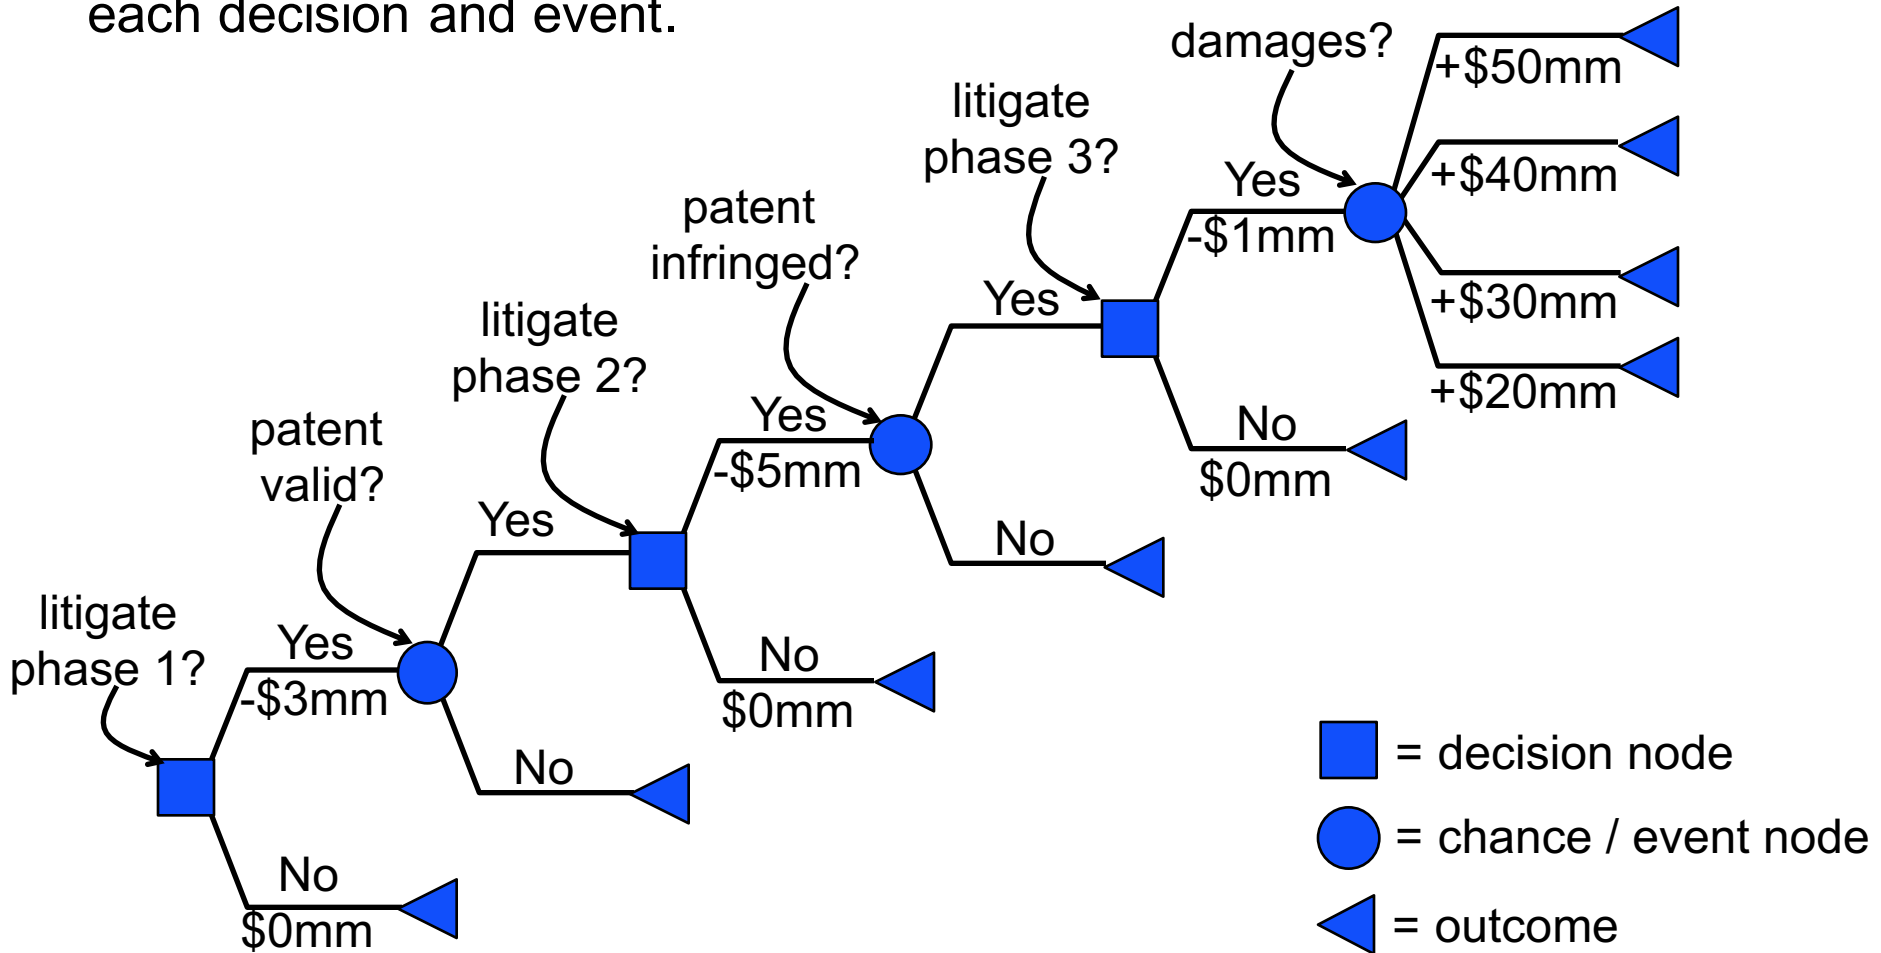 each decision and event.
damages?
+$50mm
litigate
phase 3?
+$40mm
Yes
-$1mm
patent
infringed?
+$30mm
Yes
litigate
phase 2?
+$20mm
Yes
-$5mm
No
$0mm
patent
valid?
Yes
No
litigate
phase 1?
Yes
-$3mm
No
$0mm
No
No
$0mm
= decision node
= chance / event node
= outcome